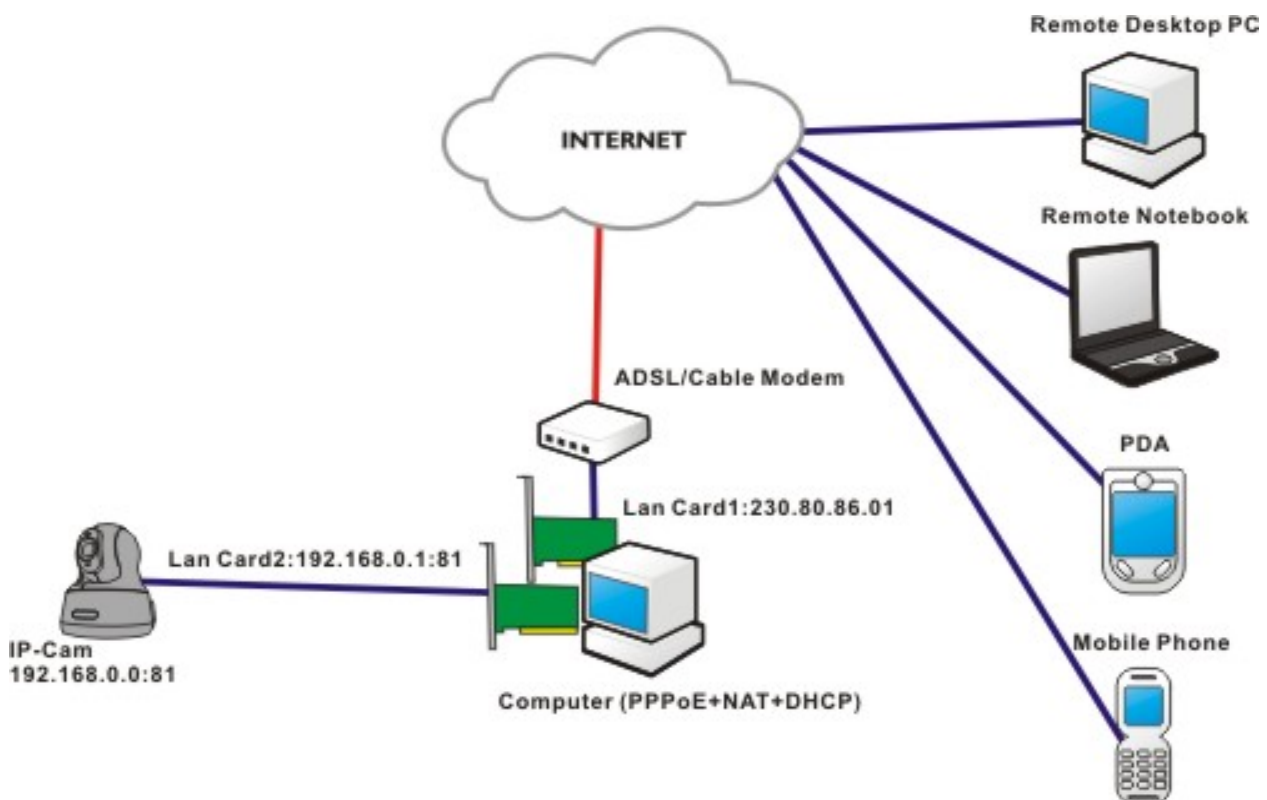 Remote Desktop PC
INTERNET
Remote Notebook
ADSL/Cable Modem
PDA
Lan Card1:230.80.86.01
Lan Card2:192.168.0.1:81
IP-Cam
192.168.0.0:81
Mobile Phone
Computer (PPPoE+NAT+DHCP)